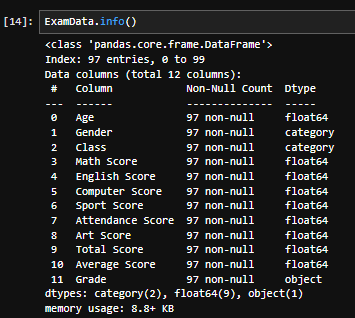 [14]: ExamData.info()
<class 'pandas.core.frame.DataFrame'>
Index: 97 entries, 0 to 99
Data columns (total 12 columns):
 #   Column            Non-Null Count  Dtype
---  ------            --------------  -----
 0   Age               97 non-null     float64
 1   Gender            97 non-null     category
 2   Class             97 non-null     category
 3   Math Score        97 non-null     float64
 4   English Score     97 non-null     float64
 5   Computer Score    97 non-null     float64
 6   Sport Score       97 non-null     float64
 7   Attendance Score  97 non-null     float64
 8   Art Score         97 non-null     float64
 9   Total Score       97 non-null     float64
 10  Average Score     97 non-null     float64
 11  Grade             97 non-null     object
dtypes: category(2), float64(9), object(1)
memory usage: 8.8+ KB